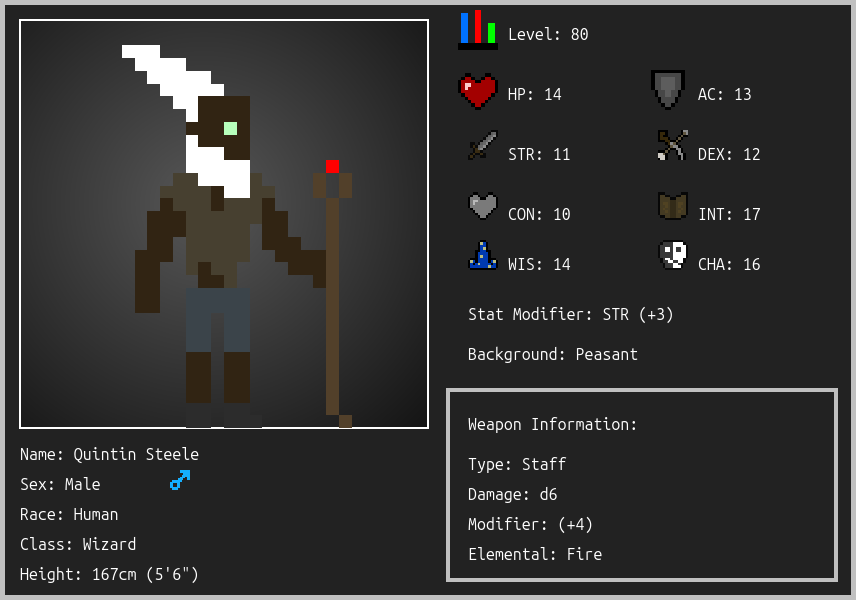 Level: 80
HP: 14
AC: 13
STR: 11
DEX: 12
CON: 10
INT: 17
WIS: 14
CHA: 16
Stat Modifier: STR (+3)
Background: Peasant
Weapon Information:
Type: Staff
Damage: d6
Modifier: (+4)
Elemental: Fire
Name: Quintin Steele
Sex: Male
Race: Human
Class: Wizard
Height: 167cm (5'6")